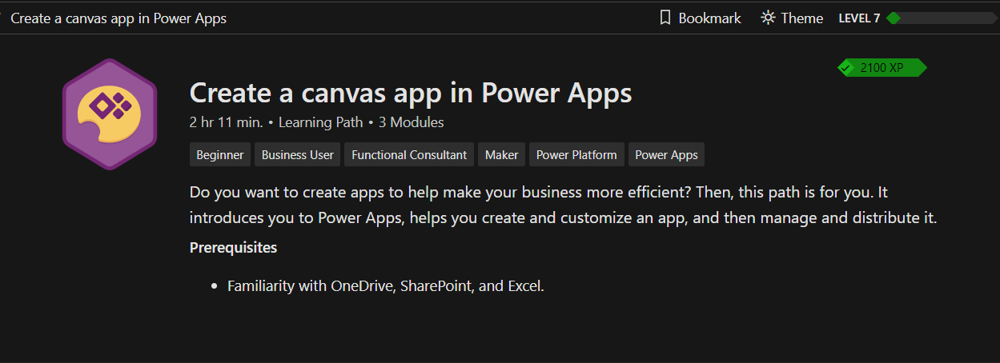 Create a canvas app in Power Apps
Bookmark
Theme
LEVEL 7
2100 XP
Create a canvas app in Power Apps
2 hr 11 min. • Learning Path • 3 Modules
Beginner
Business User
Functional Consultant
Maker
Power Platform
Power Apps
Do you want to create apps to help make your business more efficient? Then, this path is for you. It
introduces you to Power Apps, helps you create and customize an app, and then manage and distribute it.
Prerequisites
• Familiarity with OneDrive, SharePoint, and Excel.